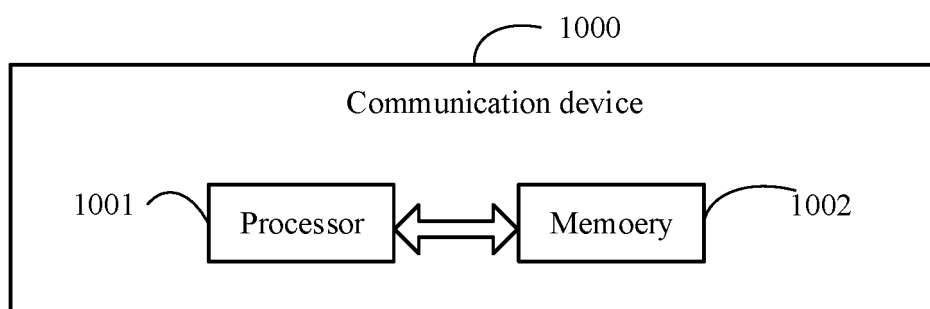 1000
Communication device
1001
Processor
Memoery
1002